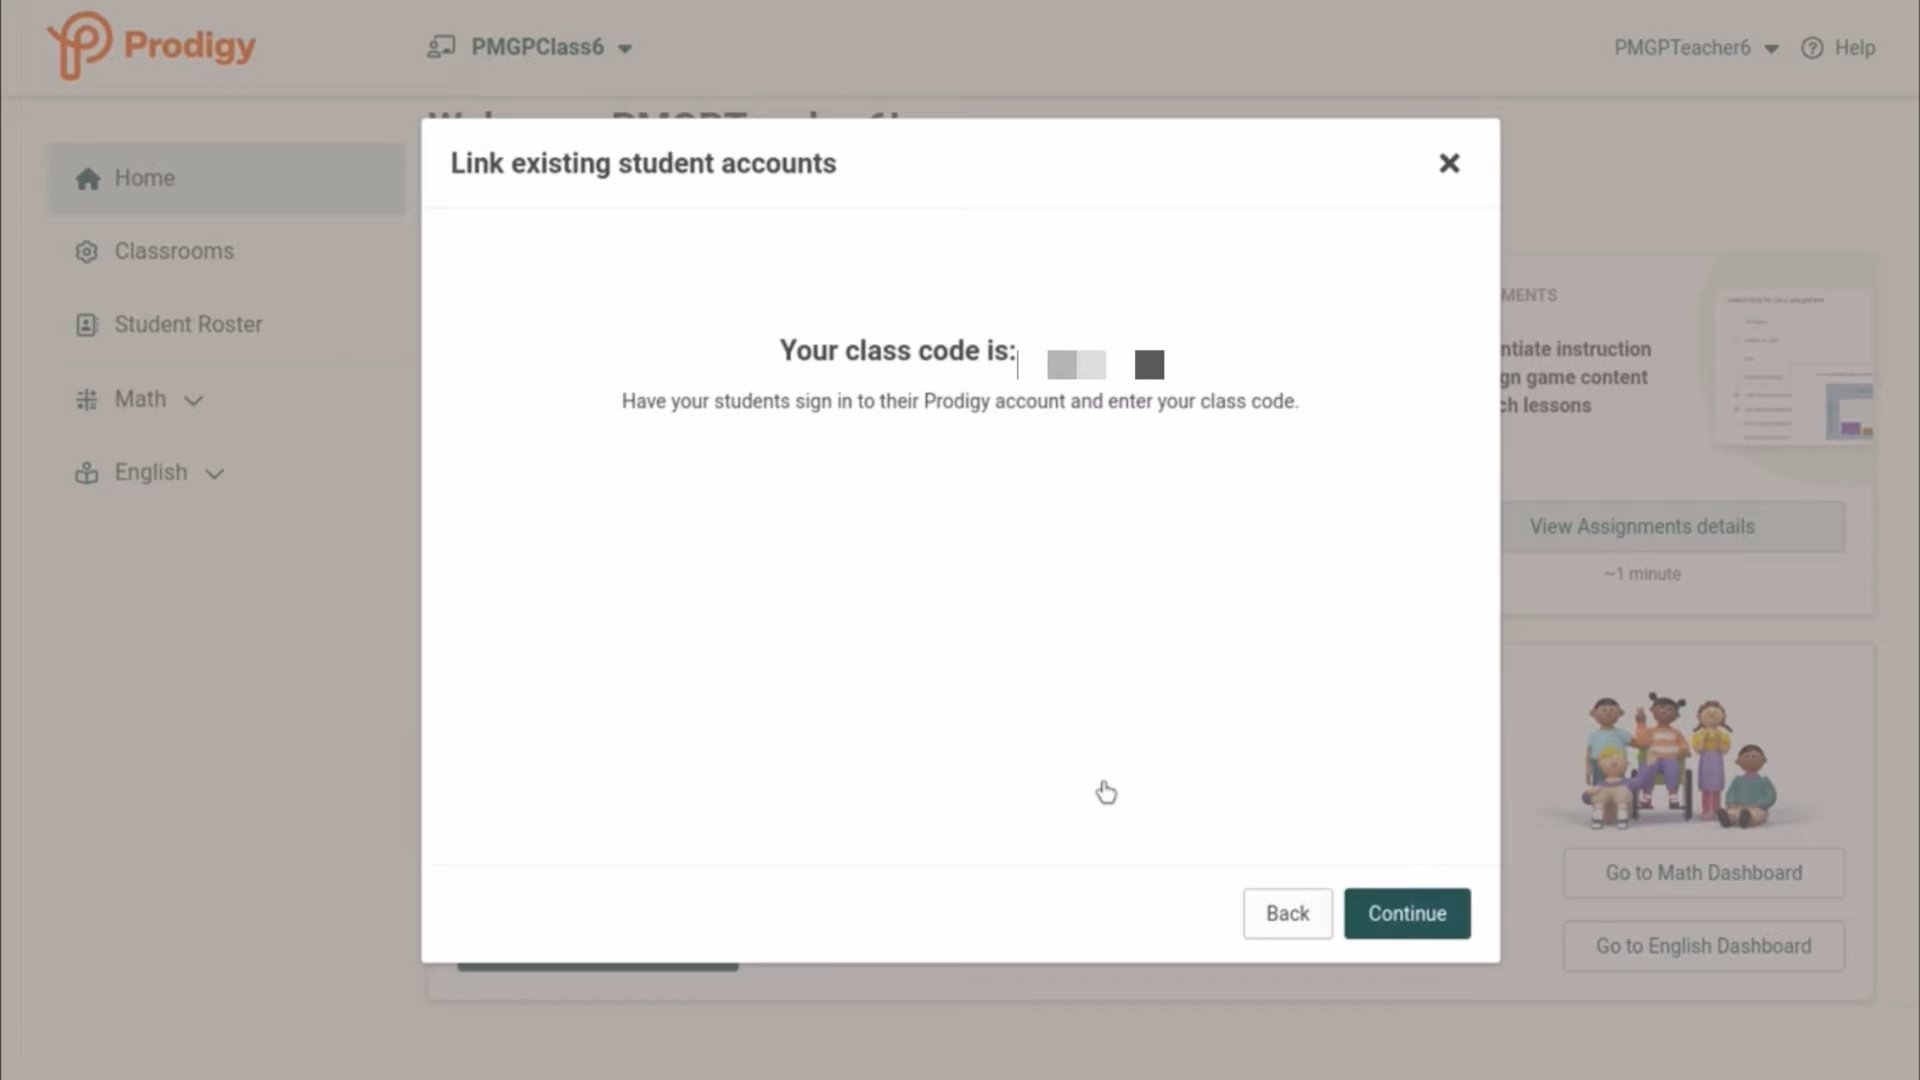 Prodigy
PMGPClass6
PMGPTeacher6
Help
Home
Classrooms
Student Roster
Math
English
Link existing student accounts
Your class code is:
Have your students sign in to their Prodigy account and enter your class code.
Back
Continue
MENTS
ntiate instruction
gn game content
ch lessons
View Assignments details
~1 minute
Go to Math Dashboard
Go to English Dashboard